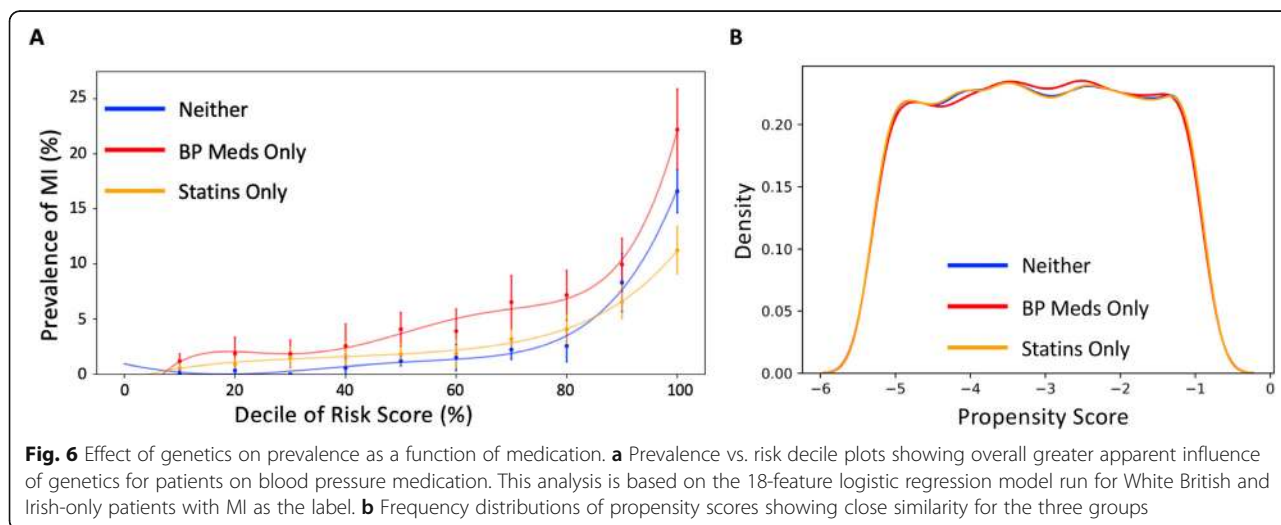 A
Prevalence of MI (%)
25
20
15
10
5
0
Neither
BP Meds Only
Statins Only
0 20 40 60 80 100
Decile of Risk Score (%)
B
Density
0.20
0.15
0.10
0.05
0.00
Neither
BP Meds Only
Statins Only
−6 −5 −4 −3 −2 −1 0
Propensity Score
Fig. 6 Effect of genetics on prevalence as a function of medication. a Prevalence vs. risk decile plots showing overall greater apparent influence
of genetics for patients on blood pressure medication. This analysis is based on the 18-feature logistic regression model run for White British and
Irish-only patients with MI as the label. b Frequency distributions of propensity scores showing close similarity for the three groups